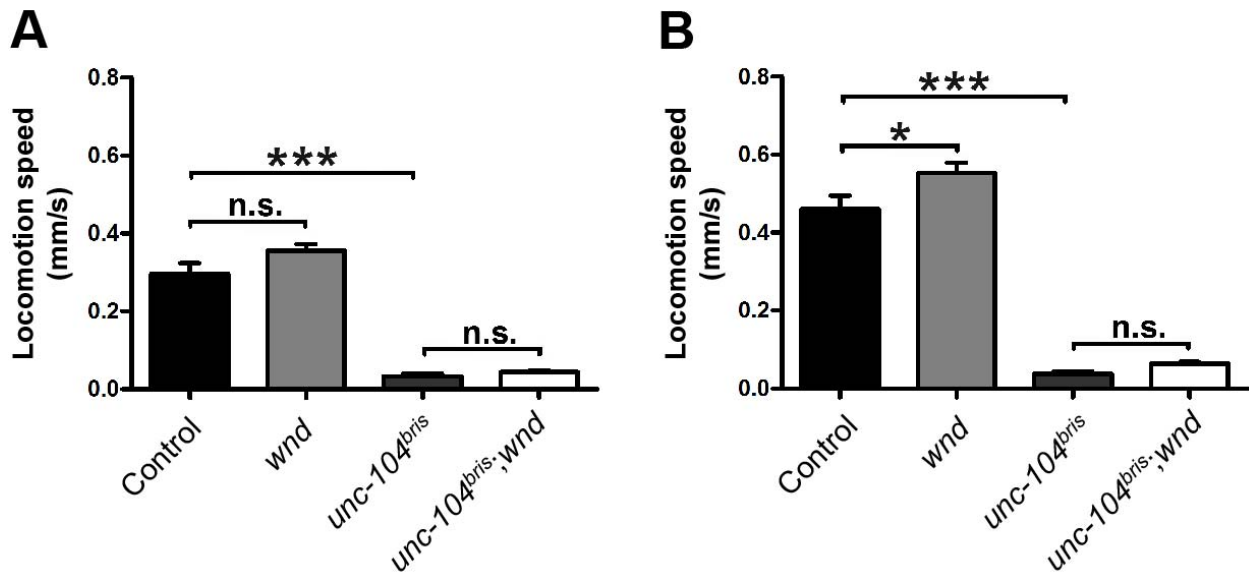 A
Locomotion speed
(mm/s)
0.8
0.6
0.4
0.2
0.0
***
n.s.
n.s.
Control
wnd
unc-104bris
unc-104bris.;wnd
B
Locomotion speed
(mm/s)
0.8
0.6
0.4
0.2
0.0
***
*
n.s.
Control
wnd
unc-104bris
unc-104bris.;wnd